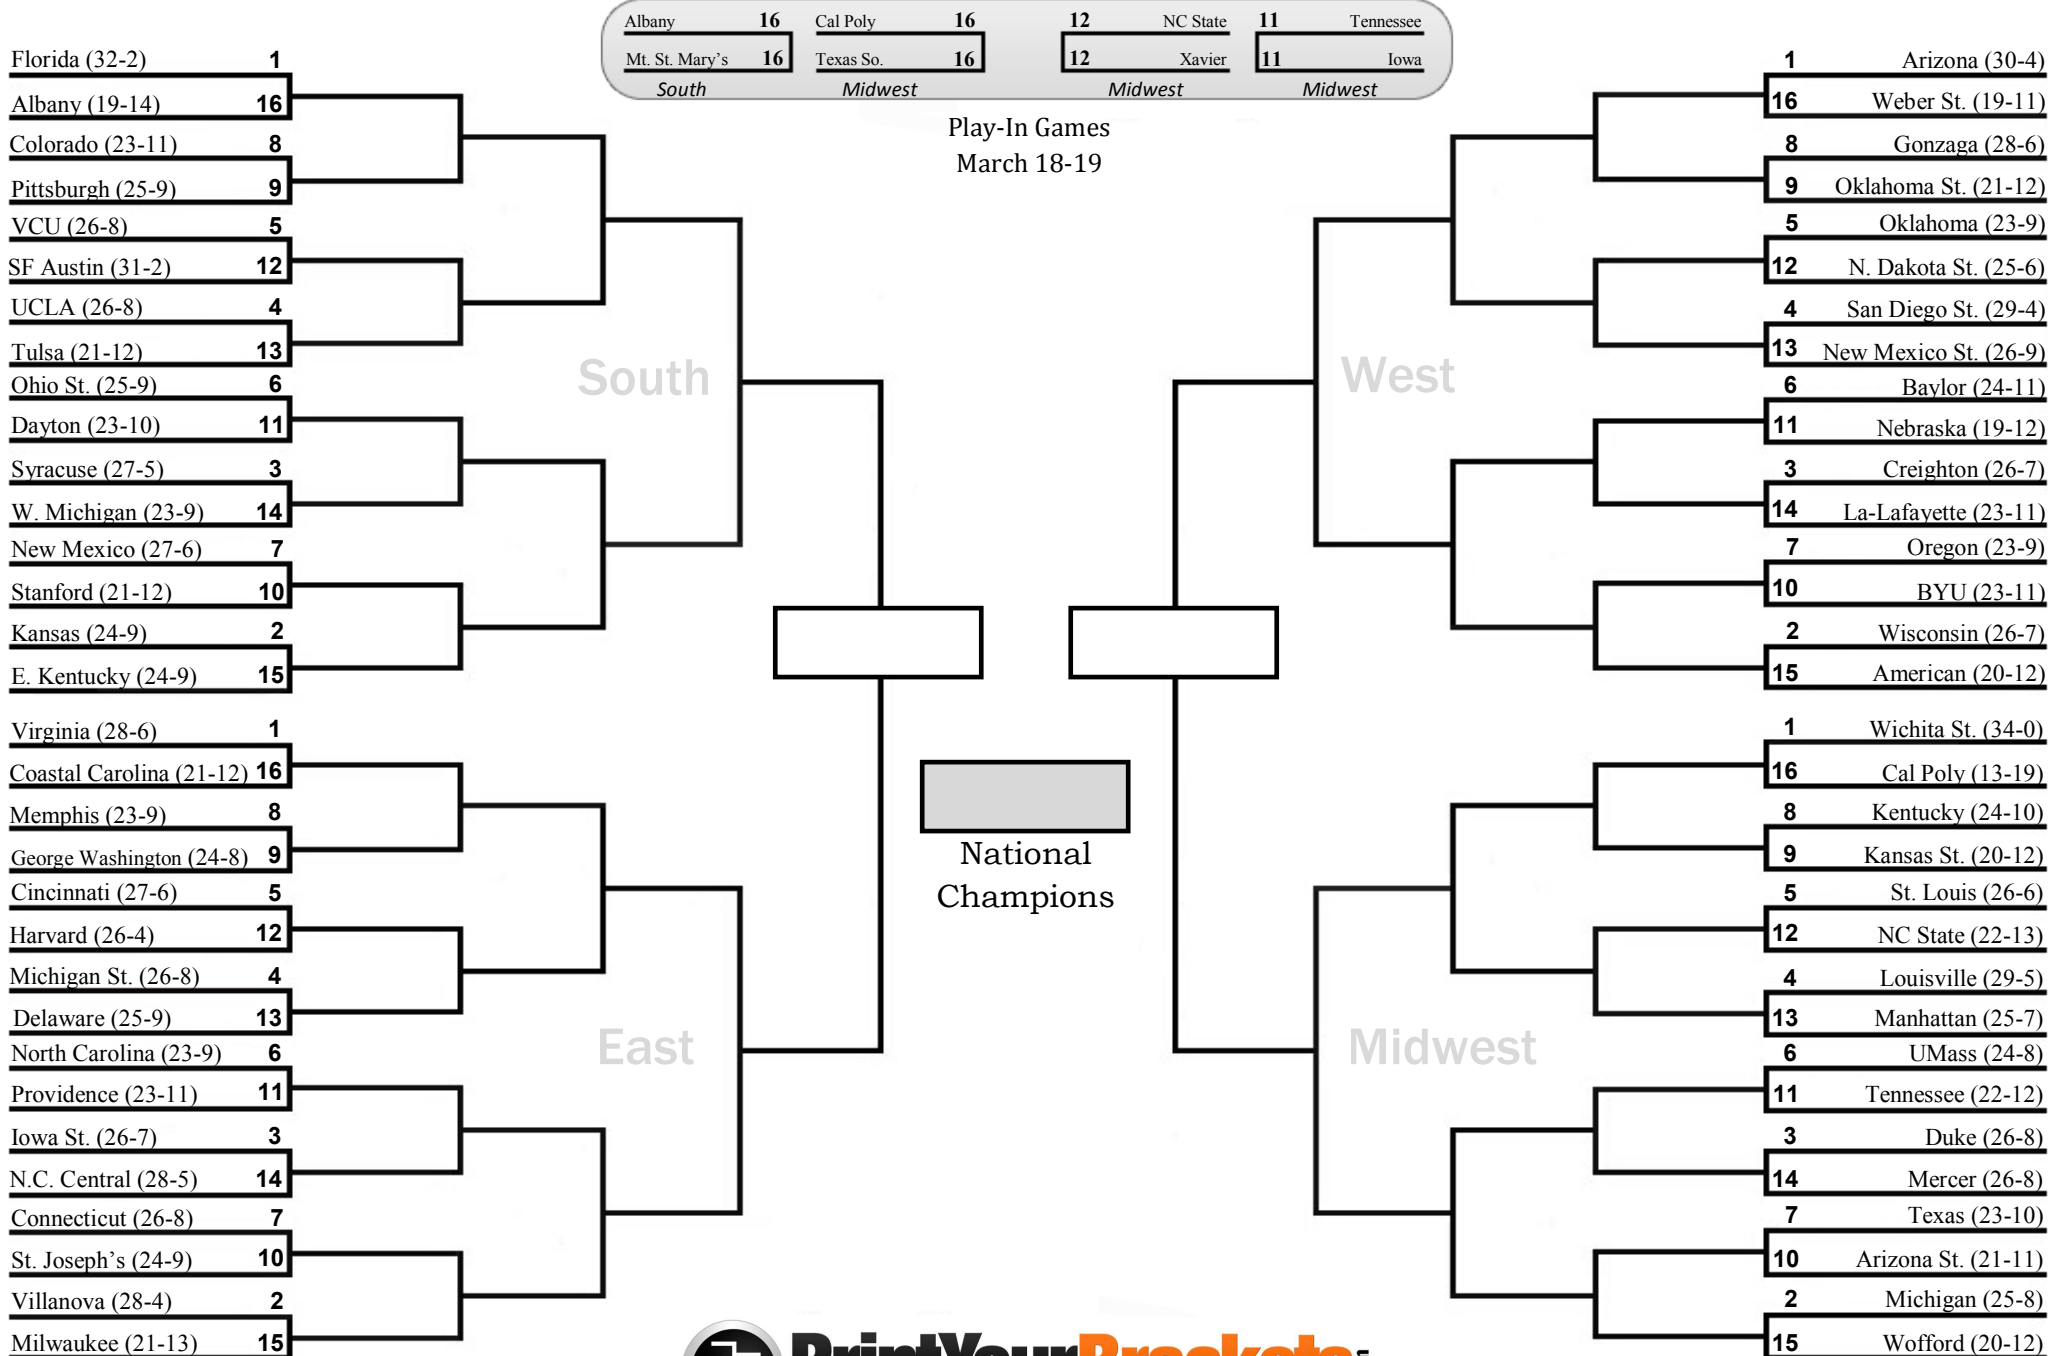 Albany 16 Cal Poly 16 12 NC State 11 Tennessee
Mt. St. Mary's 16 Texas So. 16 12 Xavier 11 Iowa
South Midwest Midwest Midwest
Play-In Games
March 18-19
Florida (32-2) 1
Albany (19-14) 16
Colorado (23-11) 8
Pittsburgh (25-9) 9
VCU (26-8) 5
SF Austin (31-2) 12
UCLA (26-8) 4
Tulsa (21-12) 13
Ohio St. (25-9) 6
Dayton (23-10) 11
Syracuse (27-5) 3
W. Michigan (23-9) 14
New Mexico (27-6) 7
Stanford (21-12) 10
Kansas (24-9) 2
E. Kentucky (24-9) 15
South
Virginia (28-6) 1
Coastal Carolina (21-12) 16
Memphis (23-9) 8
George Washington (24-8) 9
Cincinnati (27-6) 5
Harvard (26-4) 12
Michigan St. (26-8) 4
Delaware (25-9) 13
North Carolina (23-9) 6
Providence (23-11) 11
Iowa St. (26-7) 3
N.C. Central (28-5) 14
Connecticut (26-8) 7
St. Joseph's (24-9) 10
Villanova (28-4) 2
Milwaukee (21-13) 15
East
National
Champions
1 Arizona (30-4)
16 Weber St. (19-11)
8 Gonzaga (28-6)
9 Oklahoma St. (21-12)
5 Oklahoma (23-9)
12 N. Dakota St. (25-6)
4 San Diego St. (29-4)
13 New Mexico St. (26-9)
6 Baylor (24-11)
11 Nebraska (19-12)
3 Creighton (26-7)
14 La-Lafayette (23-11)
7 Oregon (23-9)
10 BYU (23-11)
2 Wisconsin (26-7)
15 American (20-12)
West
1 Wichita St. (34-0)
16 Cal Poly (13-19)
8 Kentucky (24-10)
9 Kansas St. (20-12)
5 St. Louis (26-6)
12 NC State (22-13)
4 Louisville (29-5)
13 Manhattan (25-7)
6 UMass (24-8)
11 Tennessee (22-12)
3 Duke (26-8)
14 Mercer (26-8)
7 Texas (23-10)
10 Arizona St. (21-11)
2 Michigan (25-8)
15 Wofford (20-12)
Midwest
PrintYourBrackets